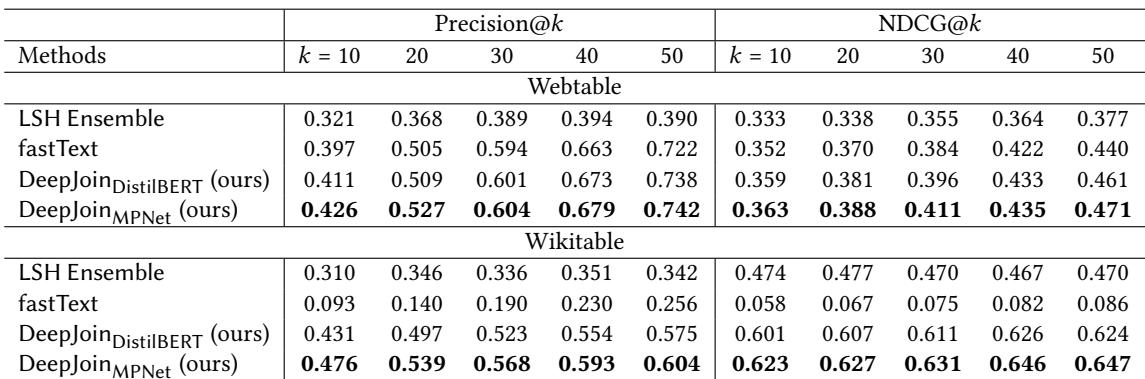 Precision@k NDCG@k
Methods k = 10 20 30 40 50 k = 10 20 30 40 50
Webtable
LSH Ensemble 0.321 0.368 0.389 0.394 0.390 0.333 0.338 0.355 0.364 0.377
fastText 0.397 0.505 0.594 0.663 0.722 0.352 0.370 0.384 0.422 0.440
DeepJoinDistilBERT (ours) 0.411 0.509 0.601 0.673 0.738 0.359 0.381 0.396 0.433 0.461
DeepJoinMPNet (ours) 0.426 0.527 0.604 0.679 0.742 0.363 0.388 0.411 0.435 0.471
Wikitable
LSH Ensemble 0.310 0.346 0.336 0.351 0.342 0.474 0.477 0.470 0.467 0.470
fastText 0.093 0.140 0.190 0.230 0.256 0.058 0.067 0.075 0.082 0.086
DeepJoinDistilBERT (ours) 0.431 0.497 0.523 0.554 0.575 0.601 0.607 0.611 0.626 0.624
DeepJoinMPNet (ours) 0.476 0.539 0.568 0.593 0.604 0.623 0.627 0.631 0.646 0.647